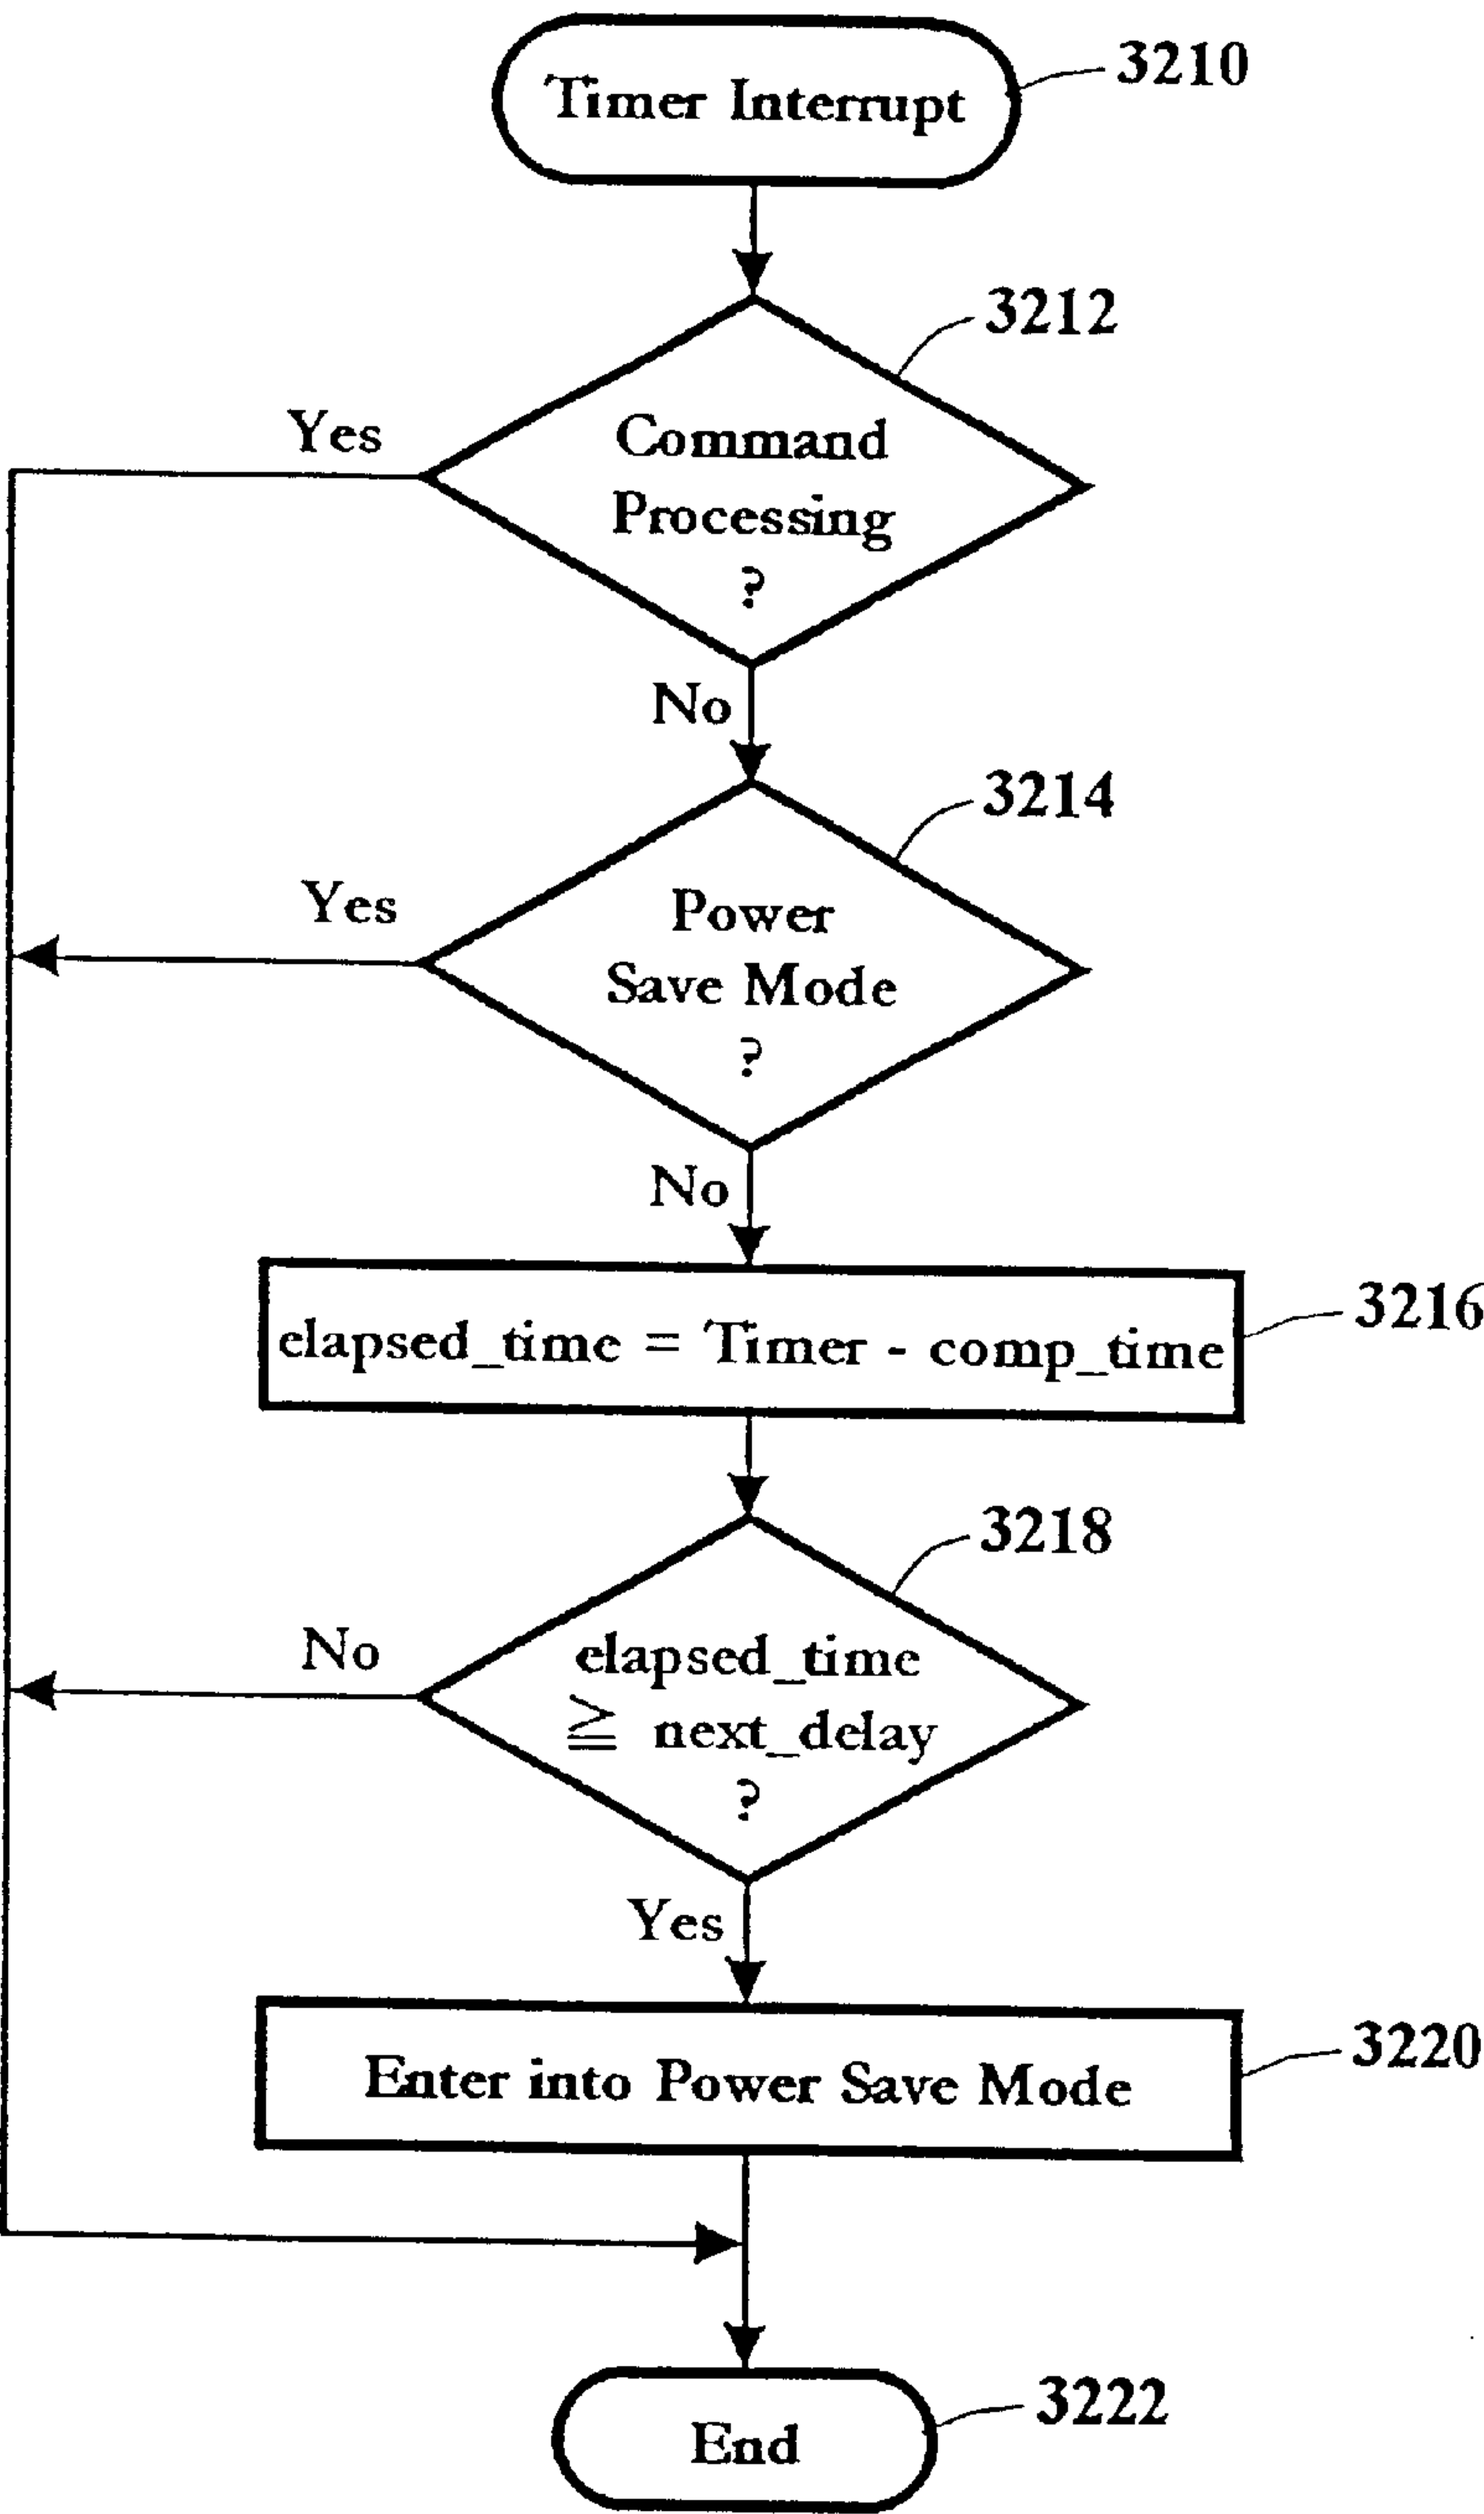 Timer Interrupt
3210
3212
Yes
Command
Processing
?
No
3214
Yes
Power
Save Mode
?
No
elapsed_time = Timer - comp_time
3216
3218
No
elapsed_time
≧ next_delay
?
Yes
Enter into Power Save Mode
3220
End
3222